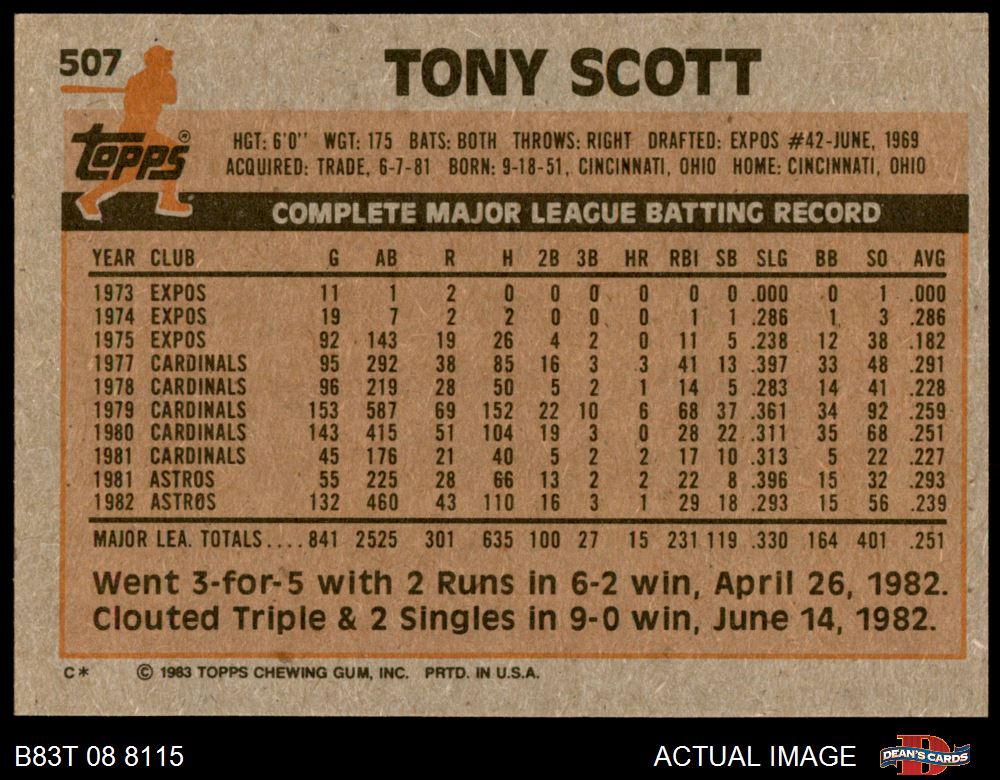 507
TONY SCOTT
topps®
HGT: 6'0" WGT: 175 BATS: BOTH THROWS: RIGHT DRAFTED: EXPOS #42-JUNE, 1969
ACQUIRED: TRADE, 6-7-81 BORN: 9-18-51, CINCINNATI, OHIO HOME: CINCINNATI, OHIO
COMPLETE MAJOR LEAGUE BATTING RECORD
YEAR CLUB G AB R H 2B 3B HR RBI SB SLG BB SO AVG
1973 EXPOS 11 1 2 0 0 0 0 0 0 .000 0 1 .000
1974 EXPOS 19 7 2 2 0 0 0 1 1 .286 1 3 .286
1975 EXPOS 92 143 19 26 4 2 0 11 5 .238 12 38 .182
1977 CARDINALS 95 292 38 85 16 3 3 41 13 .397 33 48 .291
1978 CARDINALS 96 219 28 50 5 2 1 14 5 .283 14 41 .228
1979 CARDINALS 153 587 69 152 22 10 6 68 37 .361 34 92 .259
1980 CARDINALS 143 415 51 104 19 3 0 28 22 .311 35 68 .251
1981 CARDINALS 45 176 21 40 5 2 2 17 10 .313 5 22 .227
1981 ASTROS 55 225 28 66 13 2 2 22 8 .396 15 32 .293
1982 ASTROS 132 460 43 110 16 3 1 29 18 .293 15 56 .239
MAJOR LEA. TOTALS.... 841 2525 301 635 100 27 15 231 119 .330 164 401 .251
Went 3-for-5 with 2 Runs in 6-2 win, April 26, 1982.
Clouted Triple & 2 Singles in 9-0 win, June 14, 1982.
C* © 1983 TOPPS CHEWING GUM, INC. PRTD. IN U.S.A.
B83T 08 8115 ACTUAL IMAGE DEAN'S CARDS